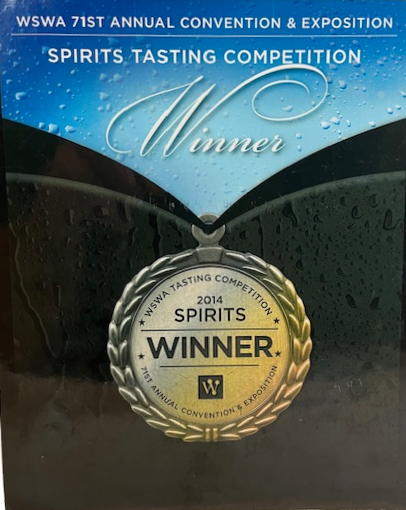 WSWA 71ST ANNUAL CONVENTION & EXPOSITION
SPIRITS TASTING COMPETITION
Winner
WSWA TASTING COMPETITION
2014
SPIRITS
WINNER
W
71ST ANNUAL CONVENTION & EXPOSITION